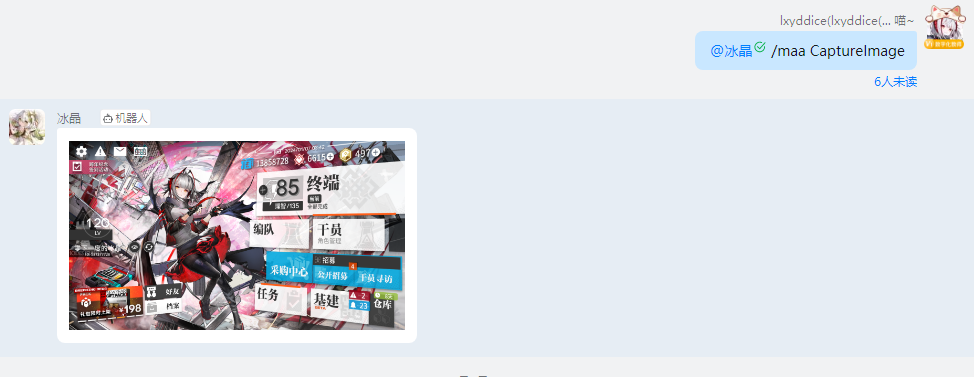 lxyddice(lxyddice(... 喵~
@冰晶 /maa CaptureImage
6人未读
冰晶 机器人
13858728 6615 497
85 终端
理智/135
编队 干员
角色管理
120
LV
招募
采购中心 公开招募 干员寻访
4
好友
任务 基建 仓库
2
23
档案
¥198